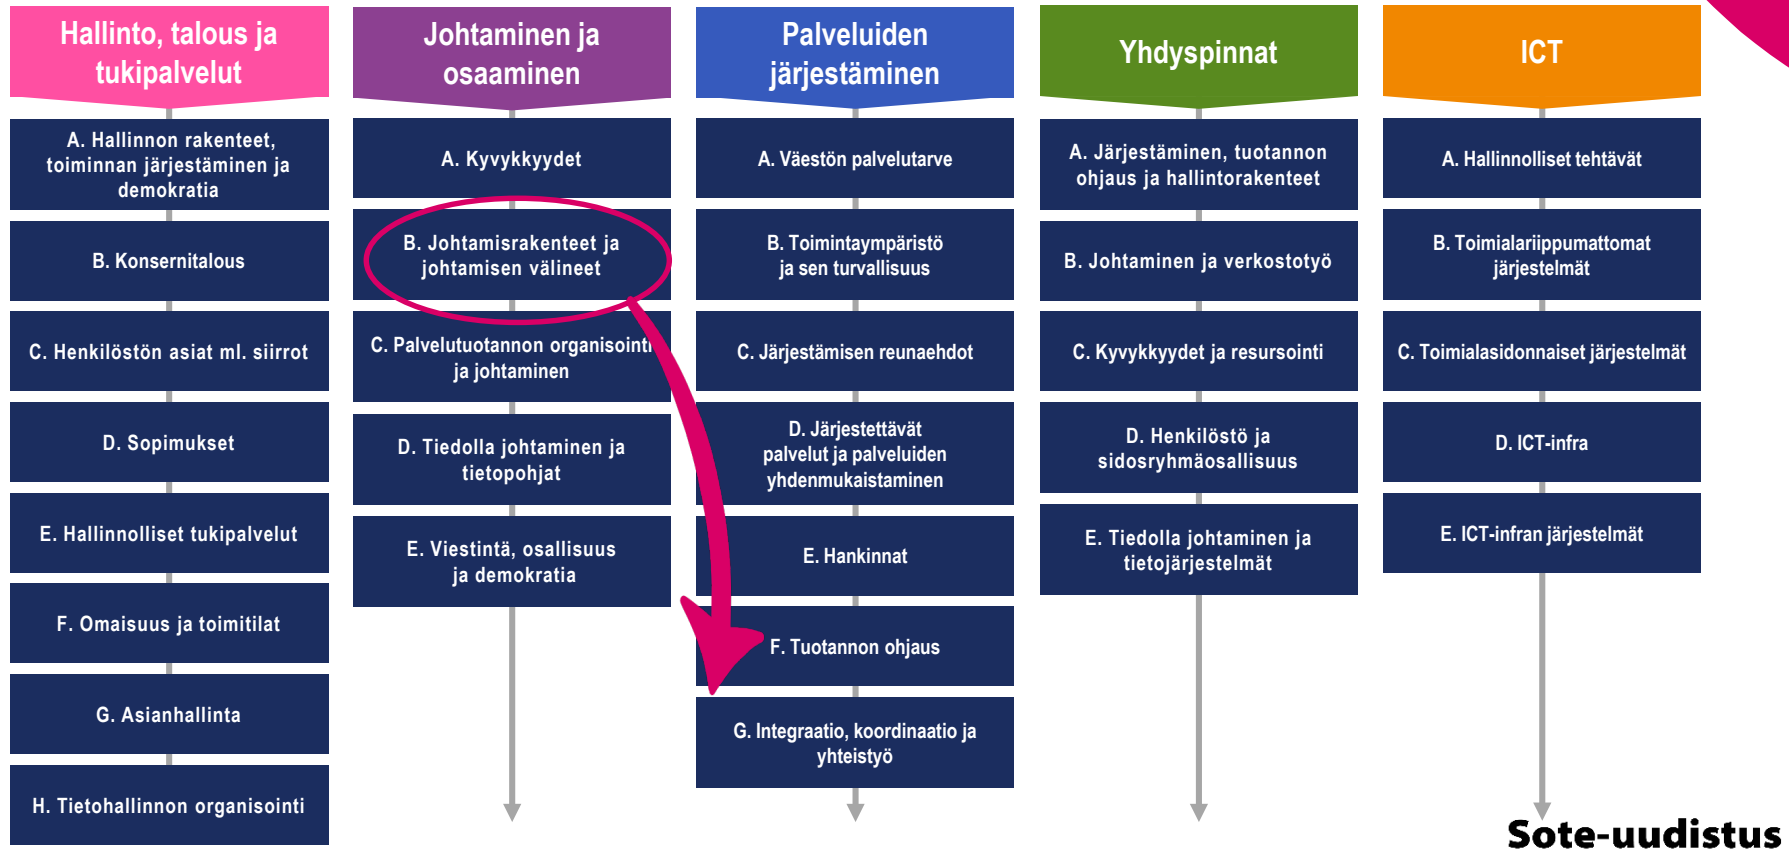 Hallinto, talous ja
tukipalvelut
A. Hallinnon rakenteet,
toiminnan järjestäminen ja
demokratia
B. Konsernitalous
C. Henkilöstön asiat ml. siirrot
D. Sopimukset
E. Hallinnolliset tukipalvelut
F. Omaisuus ja toimitilat
G. Asianhallinta
H. Tietohallinnon organisointi
Johtaminen ja
osaaminen
A. Kyvykkyydet
B. Johtamisrakenteet ja
johtamisen välineet
C. Palvelutuotannon organisointi
ja johtaminen
D. Tiedolla johtaminen ja
tietopohjat
E. Viestintä, osallisuus
ja demokratia
Palveluiden
järjestäminen
A. Väestön palvelutarve
B. Toimintaympäristö
ja sen turvallisuus
C. Järjestämisen reunaehdot
D. Järjestettävät
palvelut ja palveluiden
yhdenmukaistaminen
E. Hankinnat
F. Tuotannon ohjaus
G. Integraatio, koordinaatio ja
yhteistyö
Yhdyspinnat
A. Järjestäminen, tuotannon
ohjaus ja hallintorakenteet
B. Johtaminen ja verkostotyö
C. Kyvykkyydet ja resursointi
D. Henkilöstö ja
sidosryhmäosallisuus
E. Tiedolla johtaminen ja
tietojärjestelmät
ICT
A. Hallinnolliset tehtävät
B. Toimialariippumattomat
järjestelmät
C. Toimialasidonnaiset järjestelmät
D. ICT-infra
E. ICT-infran järjestelmät
Sote-uudistus